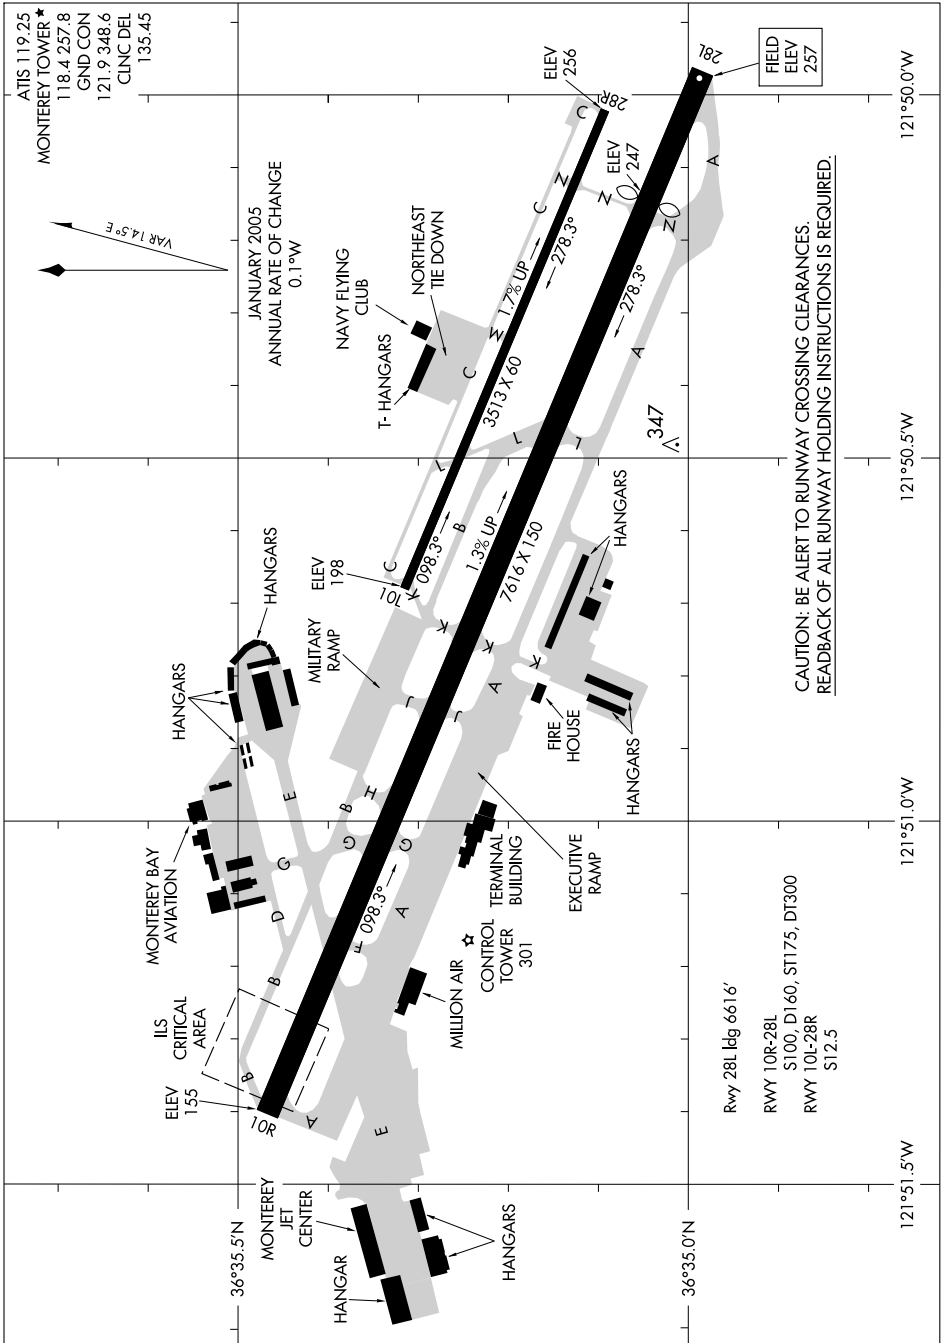 ATIS 119.25
MONTEREY TOWER★
118.4 257.8
GND CON
121.9 348.6
CLNC DEL
135.45
VAR 14.5° E
JANUARY 2005
ANNUAL RATE OF CHANGE
0.1°W
ELEV
256
28R
28L
FIELD
ELEV
257
C
Z
C
N
ELEV
247
N
A
1.7% UP
278.3°
NAVY FLYING
CLUB
NORTHEAST
TIE DOWN
T- HANGARS
M
C
3513 X 60
278.3°
A
347
L
L
L
C
098.3°
B
1.3% UP
7616 X 150
ELEV
198
10L
K
K
K
K
HANGARS
HANGARS
HANGARS
MILITARY
RAMP
J
J
A
FIRE
HOUSE
HANGARS
E
B
H
G
G
G
D
F
098.3°
A
MONTEREY BAY
AVIATION
TERMINAL
BUILDING
EXECUTIVE
RAMP
CONTROL
TOWER
301
MILLION AIR
B
ILS
CRITICAL
AREA
B
ELEV
155
10R
A
E
MONTEREY
JET
CENTER
HANGAR
HANGARS
CAUTION: BE ALERT TO RUNWAY CROSSING CLEARANCES.
READBACK OF ALL RUNWAY HOLDING INSTRUCTIONS IS REQUIRED.
Rwy 28L ldg 6616'
RWY 10R-28L
S100, D160, ST175, DT300
RWY 10L-28R
S12.5
36°35.5'N
36°35.0'N
121°50.0'W
121°50.5'W
121°51.0'W
121°51.5'W